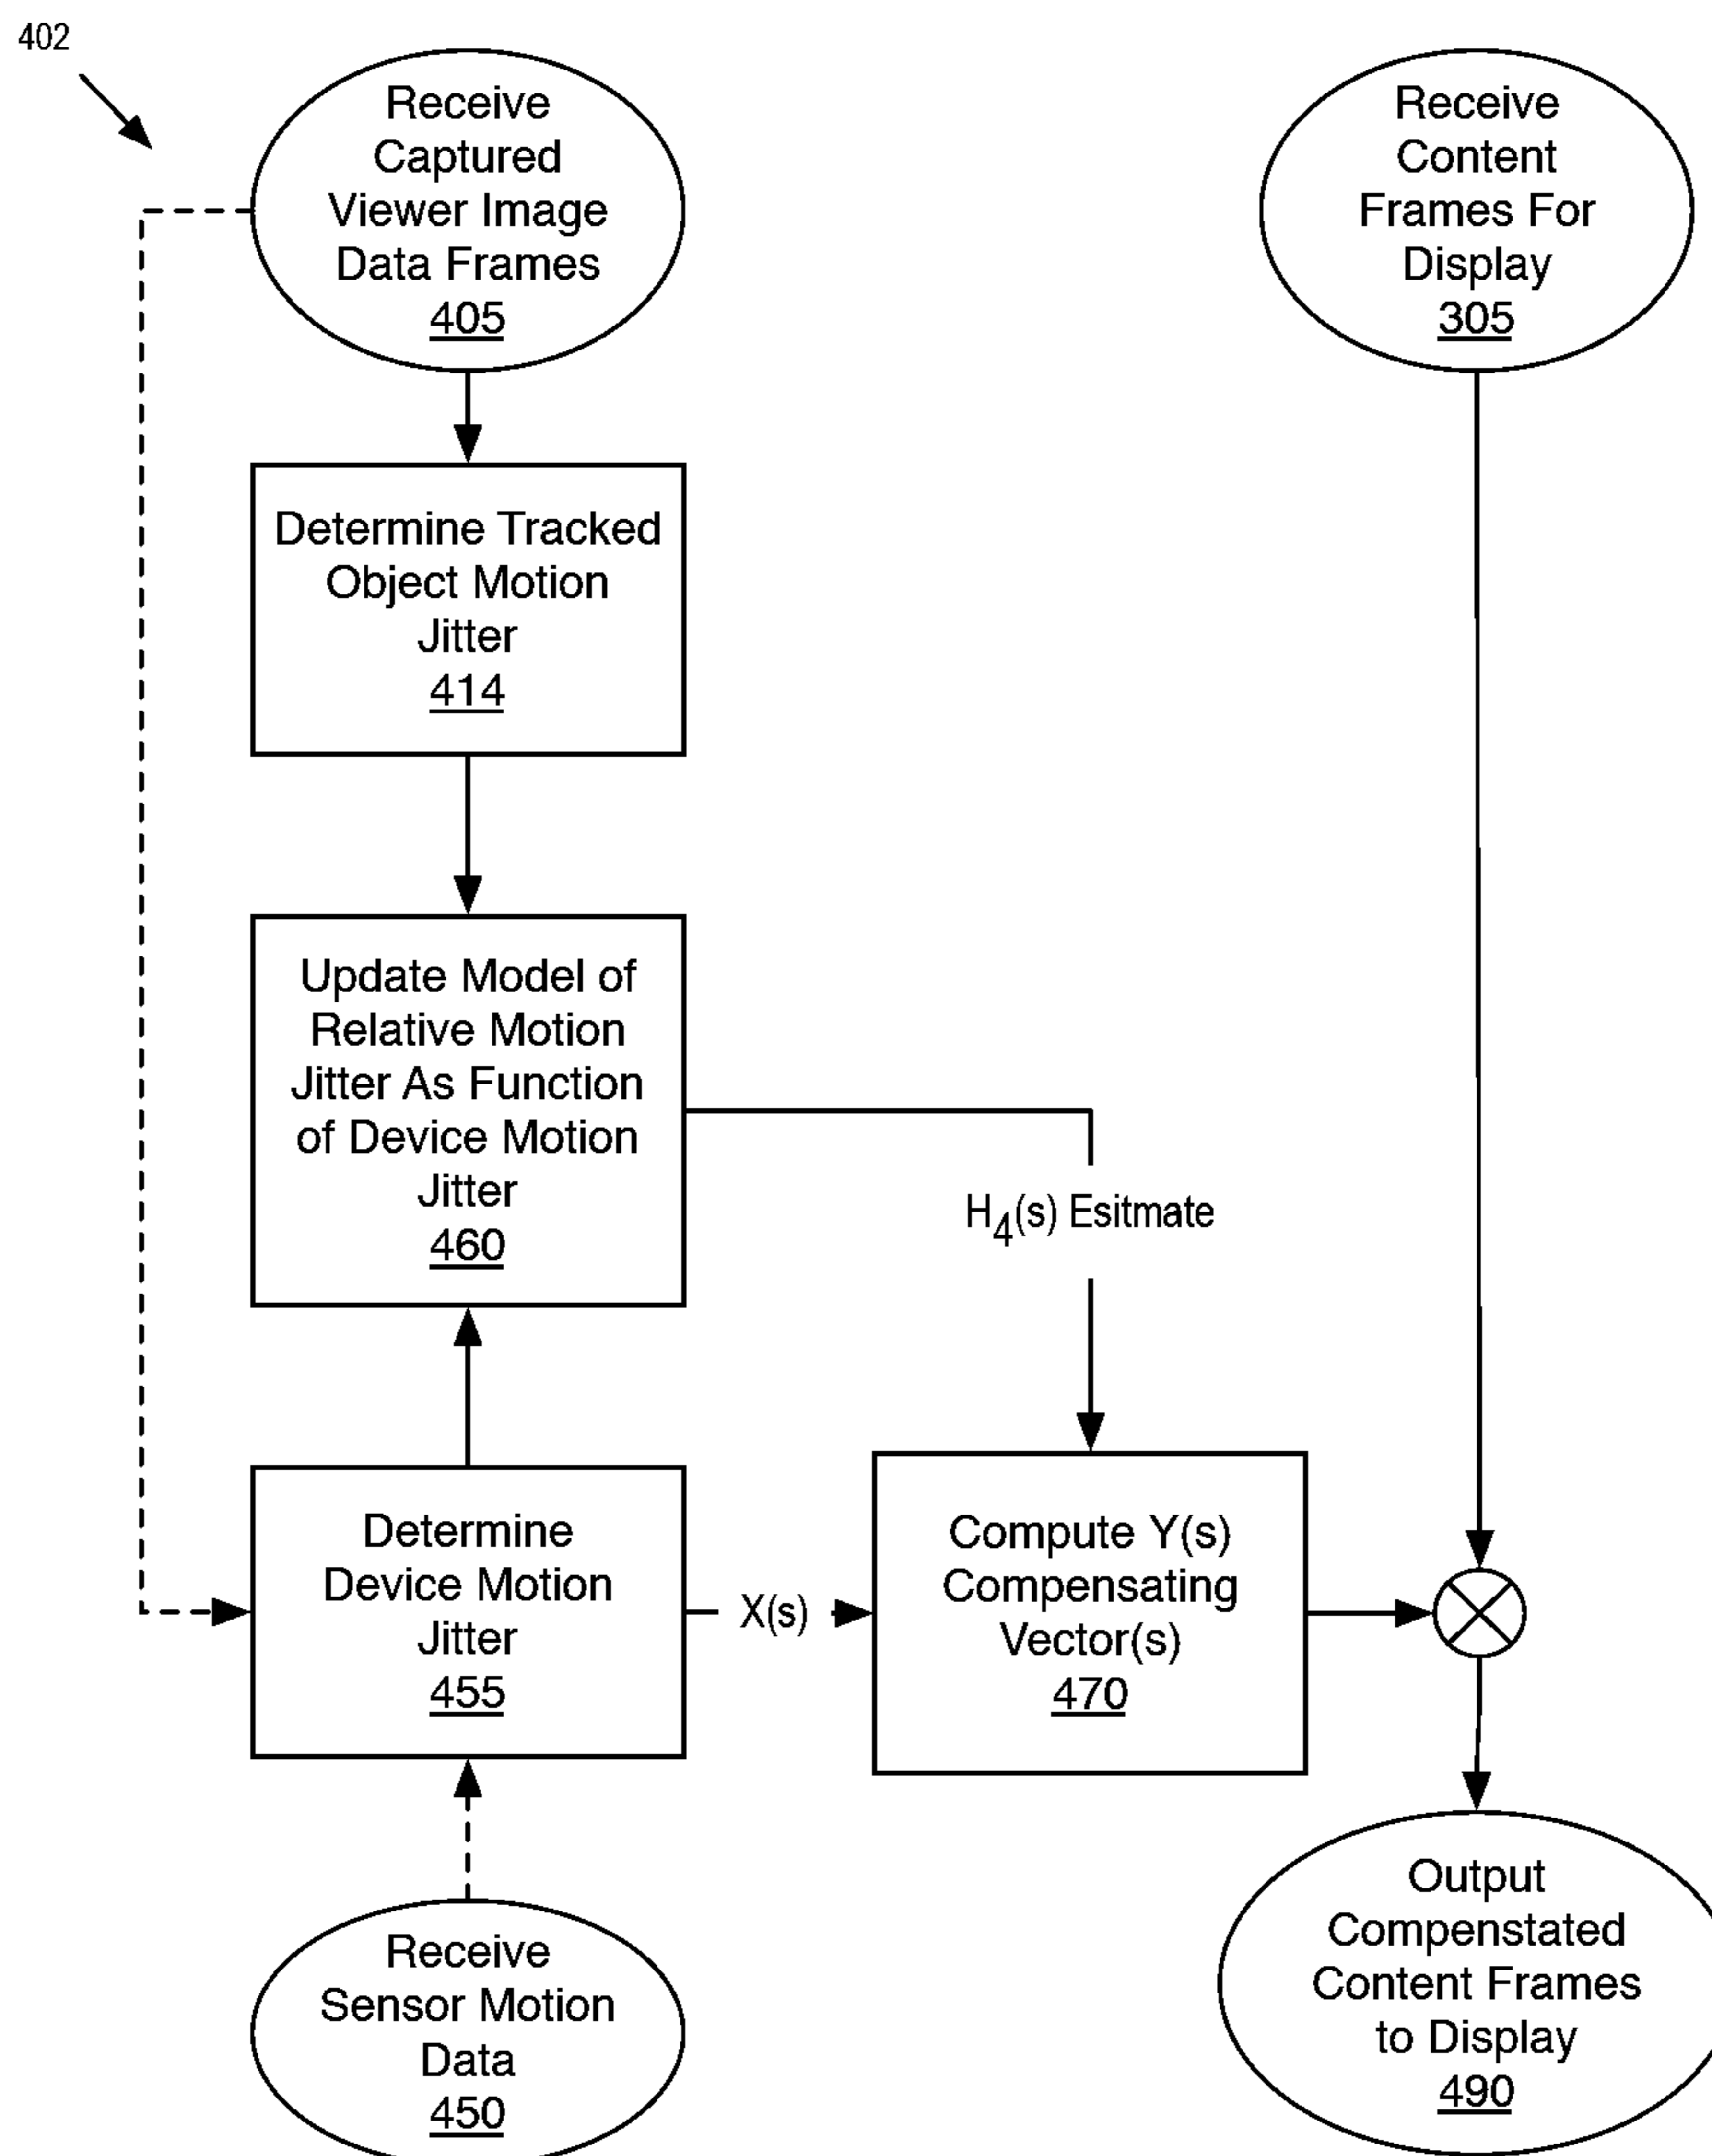 402
Receive
Captured
Viewer Image
Data Frames
405
Receive
Content
Frames For
Display
305
Determine Tracked
Object Motion
Jitter
414
Update Model of
Relative Motion
Jitter As Function
of Device Motion
Jitter
460
H4(s) Esitmate
Determine
Device Motion
Jitter
455
X(s)
Compute Y(s)
Compensating
Vector(s)
470
Receive
Sensor Motion
Data
450
Output
Compenstated
Content Frames
to Display
490